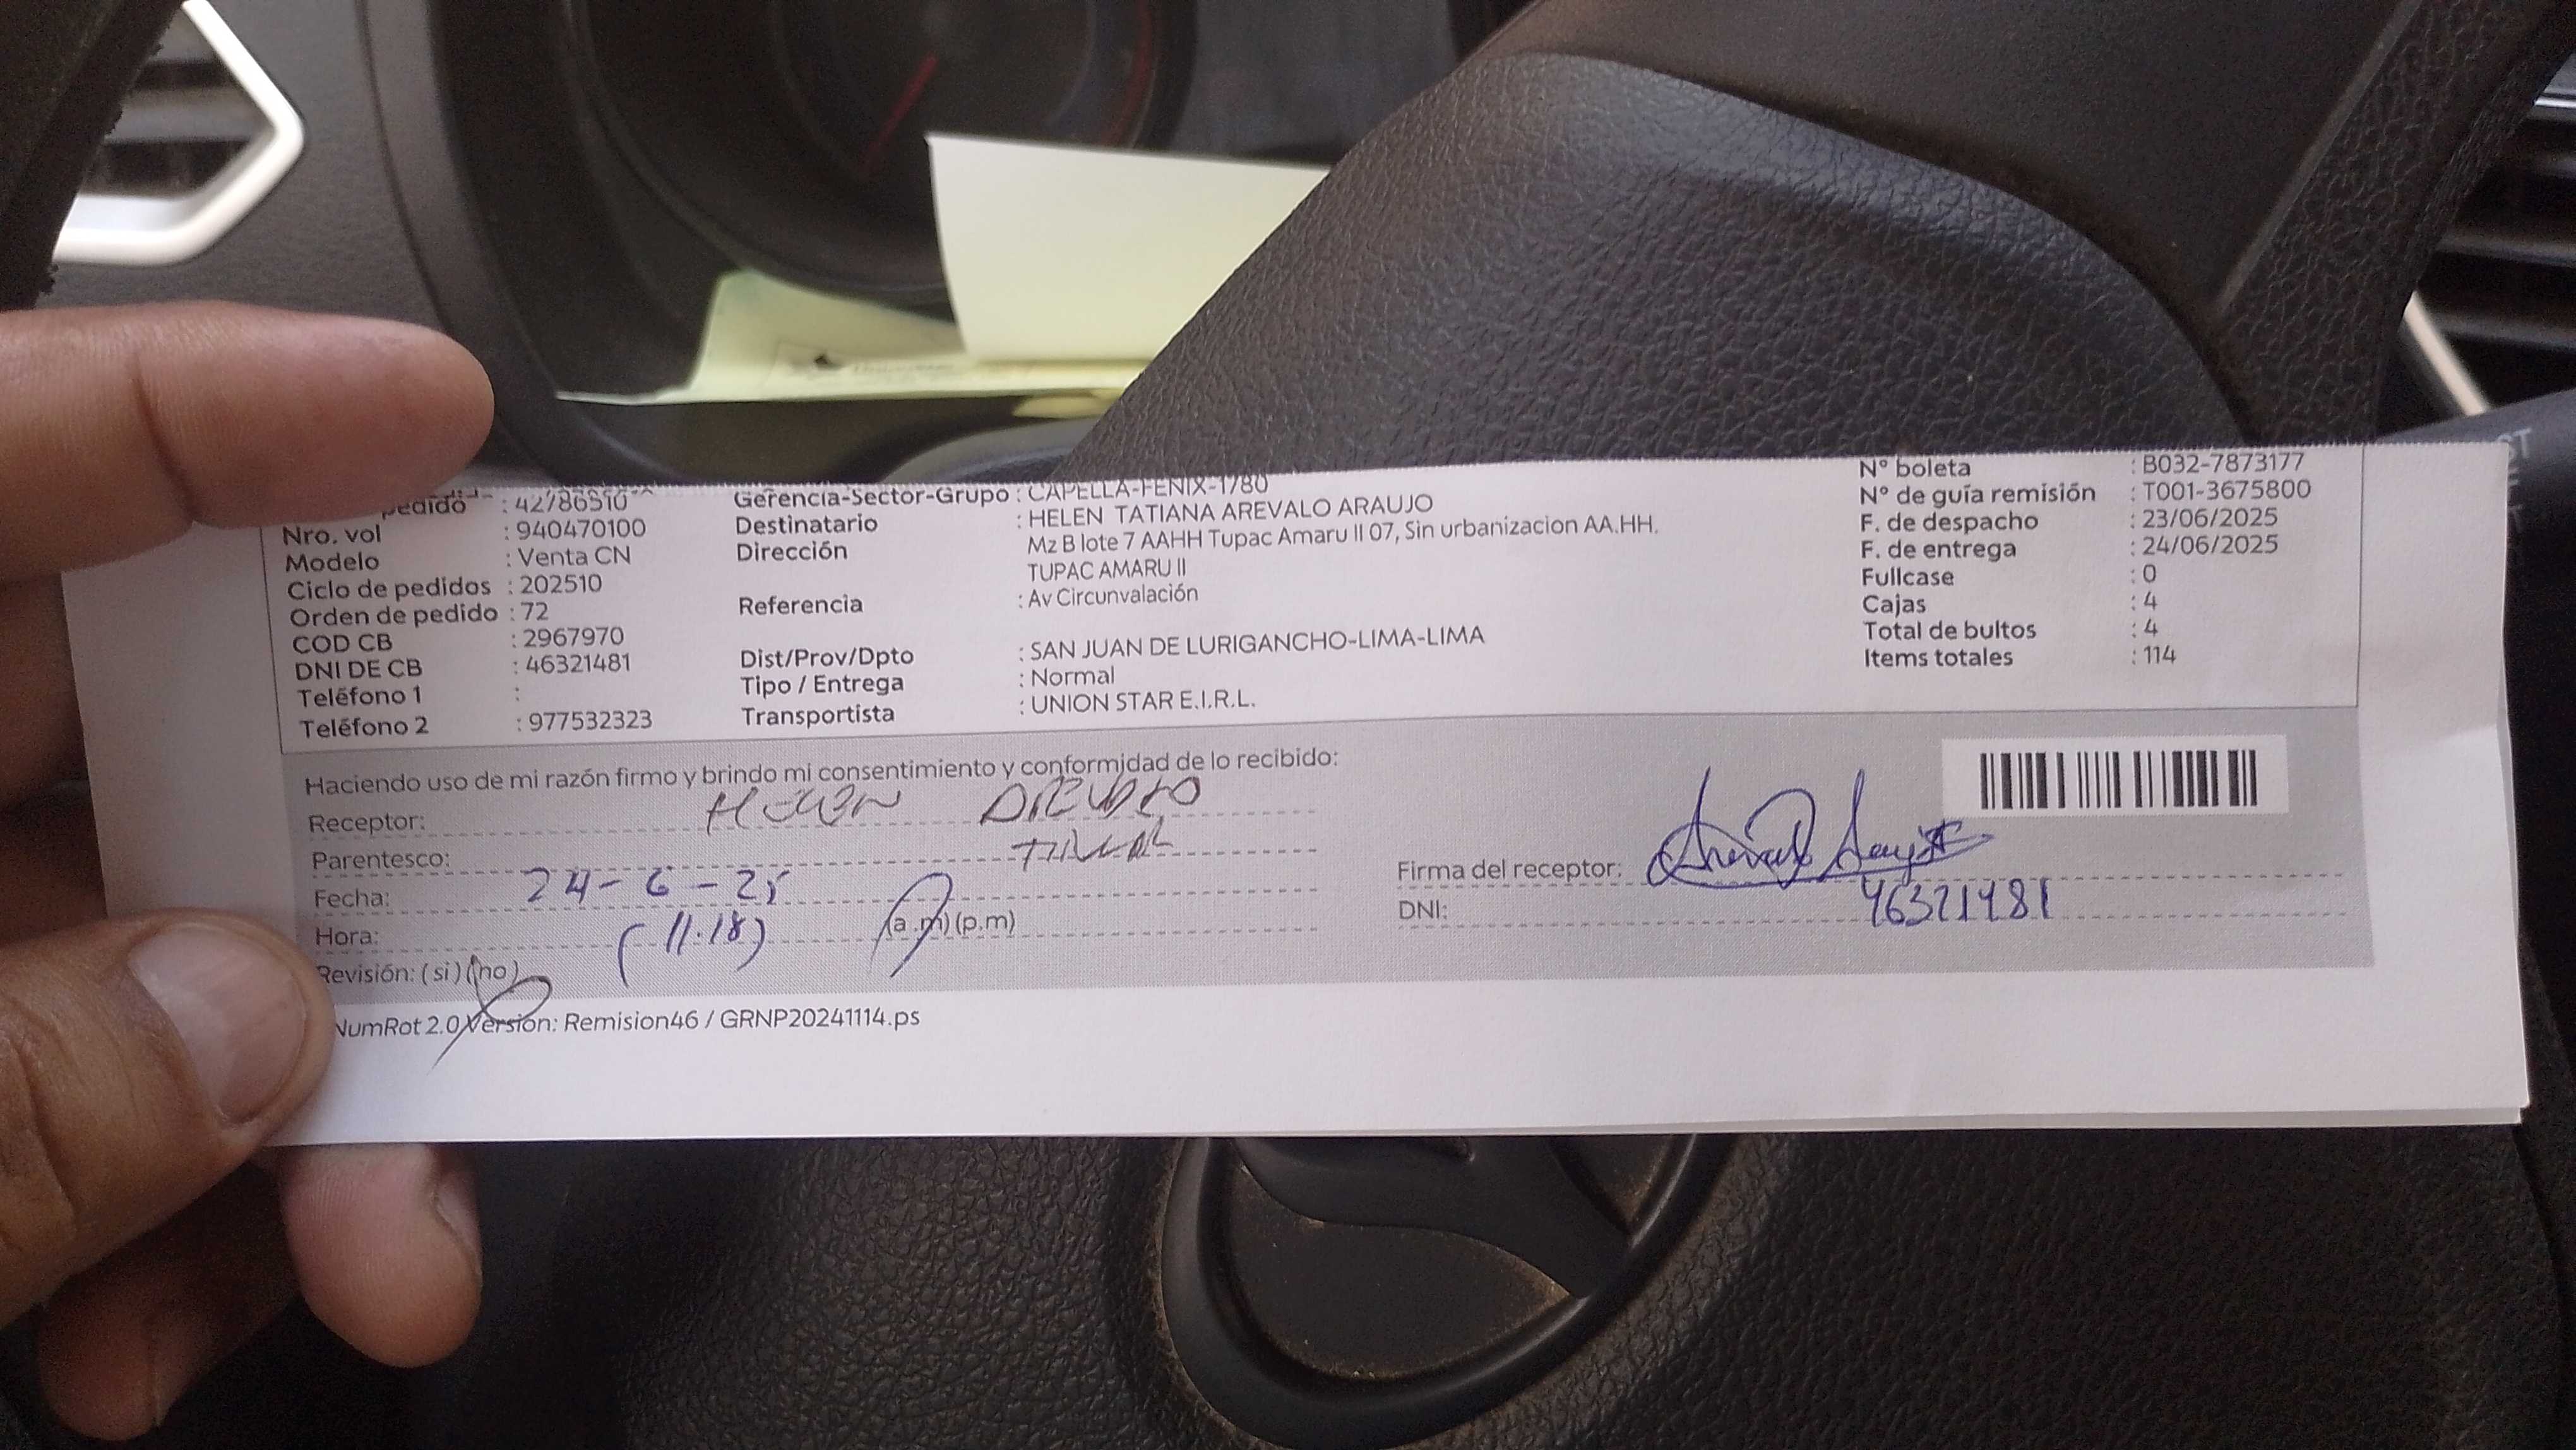 pedido : 42786510
Nro. vol : 940470100
Modelo : Venta CN
Ciclo de pedidos : 202510
Orden de pedido : 72
COD CB : 2967970
DNI DE CB : 46321481
Teléfono 1 :
Teléfono 2 : 977532323
Gerencia-Sector-Grupo : CAPELLA-FENIX-1780
Destinatario : HELEN TATIANA AREVALO ARAUJO
Dirección : Mz B lote 7 AAHH Tupac Amaru II 07, Sin urbanizacion AA.HH.
TUPAC AMARU II
Referencia : Av Circunvalación
Dist/Prov/Dpto : SAN JUAN DE LURIGANCHO-LIMA-LIMA
Tipo / Entrega : Normal
Transportista : UNION STAR E.I.R.L.
N° boleta : B032-7873177
N° de guía remisión : T001-3675800
F. de despacho : 23/06/2025
F. de entrega : 24/06/2025
Fullcase : 0
Cajas : 4
Total de bultos : 4
Items totales : 114
Haciendo uso de mi razón firmo y brindo mi consentimiento y conformidad de lo recibido:
Receptor: HELEN AREVALO
Parentesco:
Fecha: 24-6-25
Hora: (11.18) (a.m)(p.m)
Revisión: (si)(no)
Firma del receptor:
DNI: 46321481
NumRot 2.0 Version: Remision46 / GRNP20241114.ps